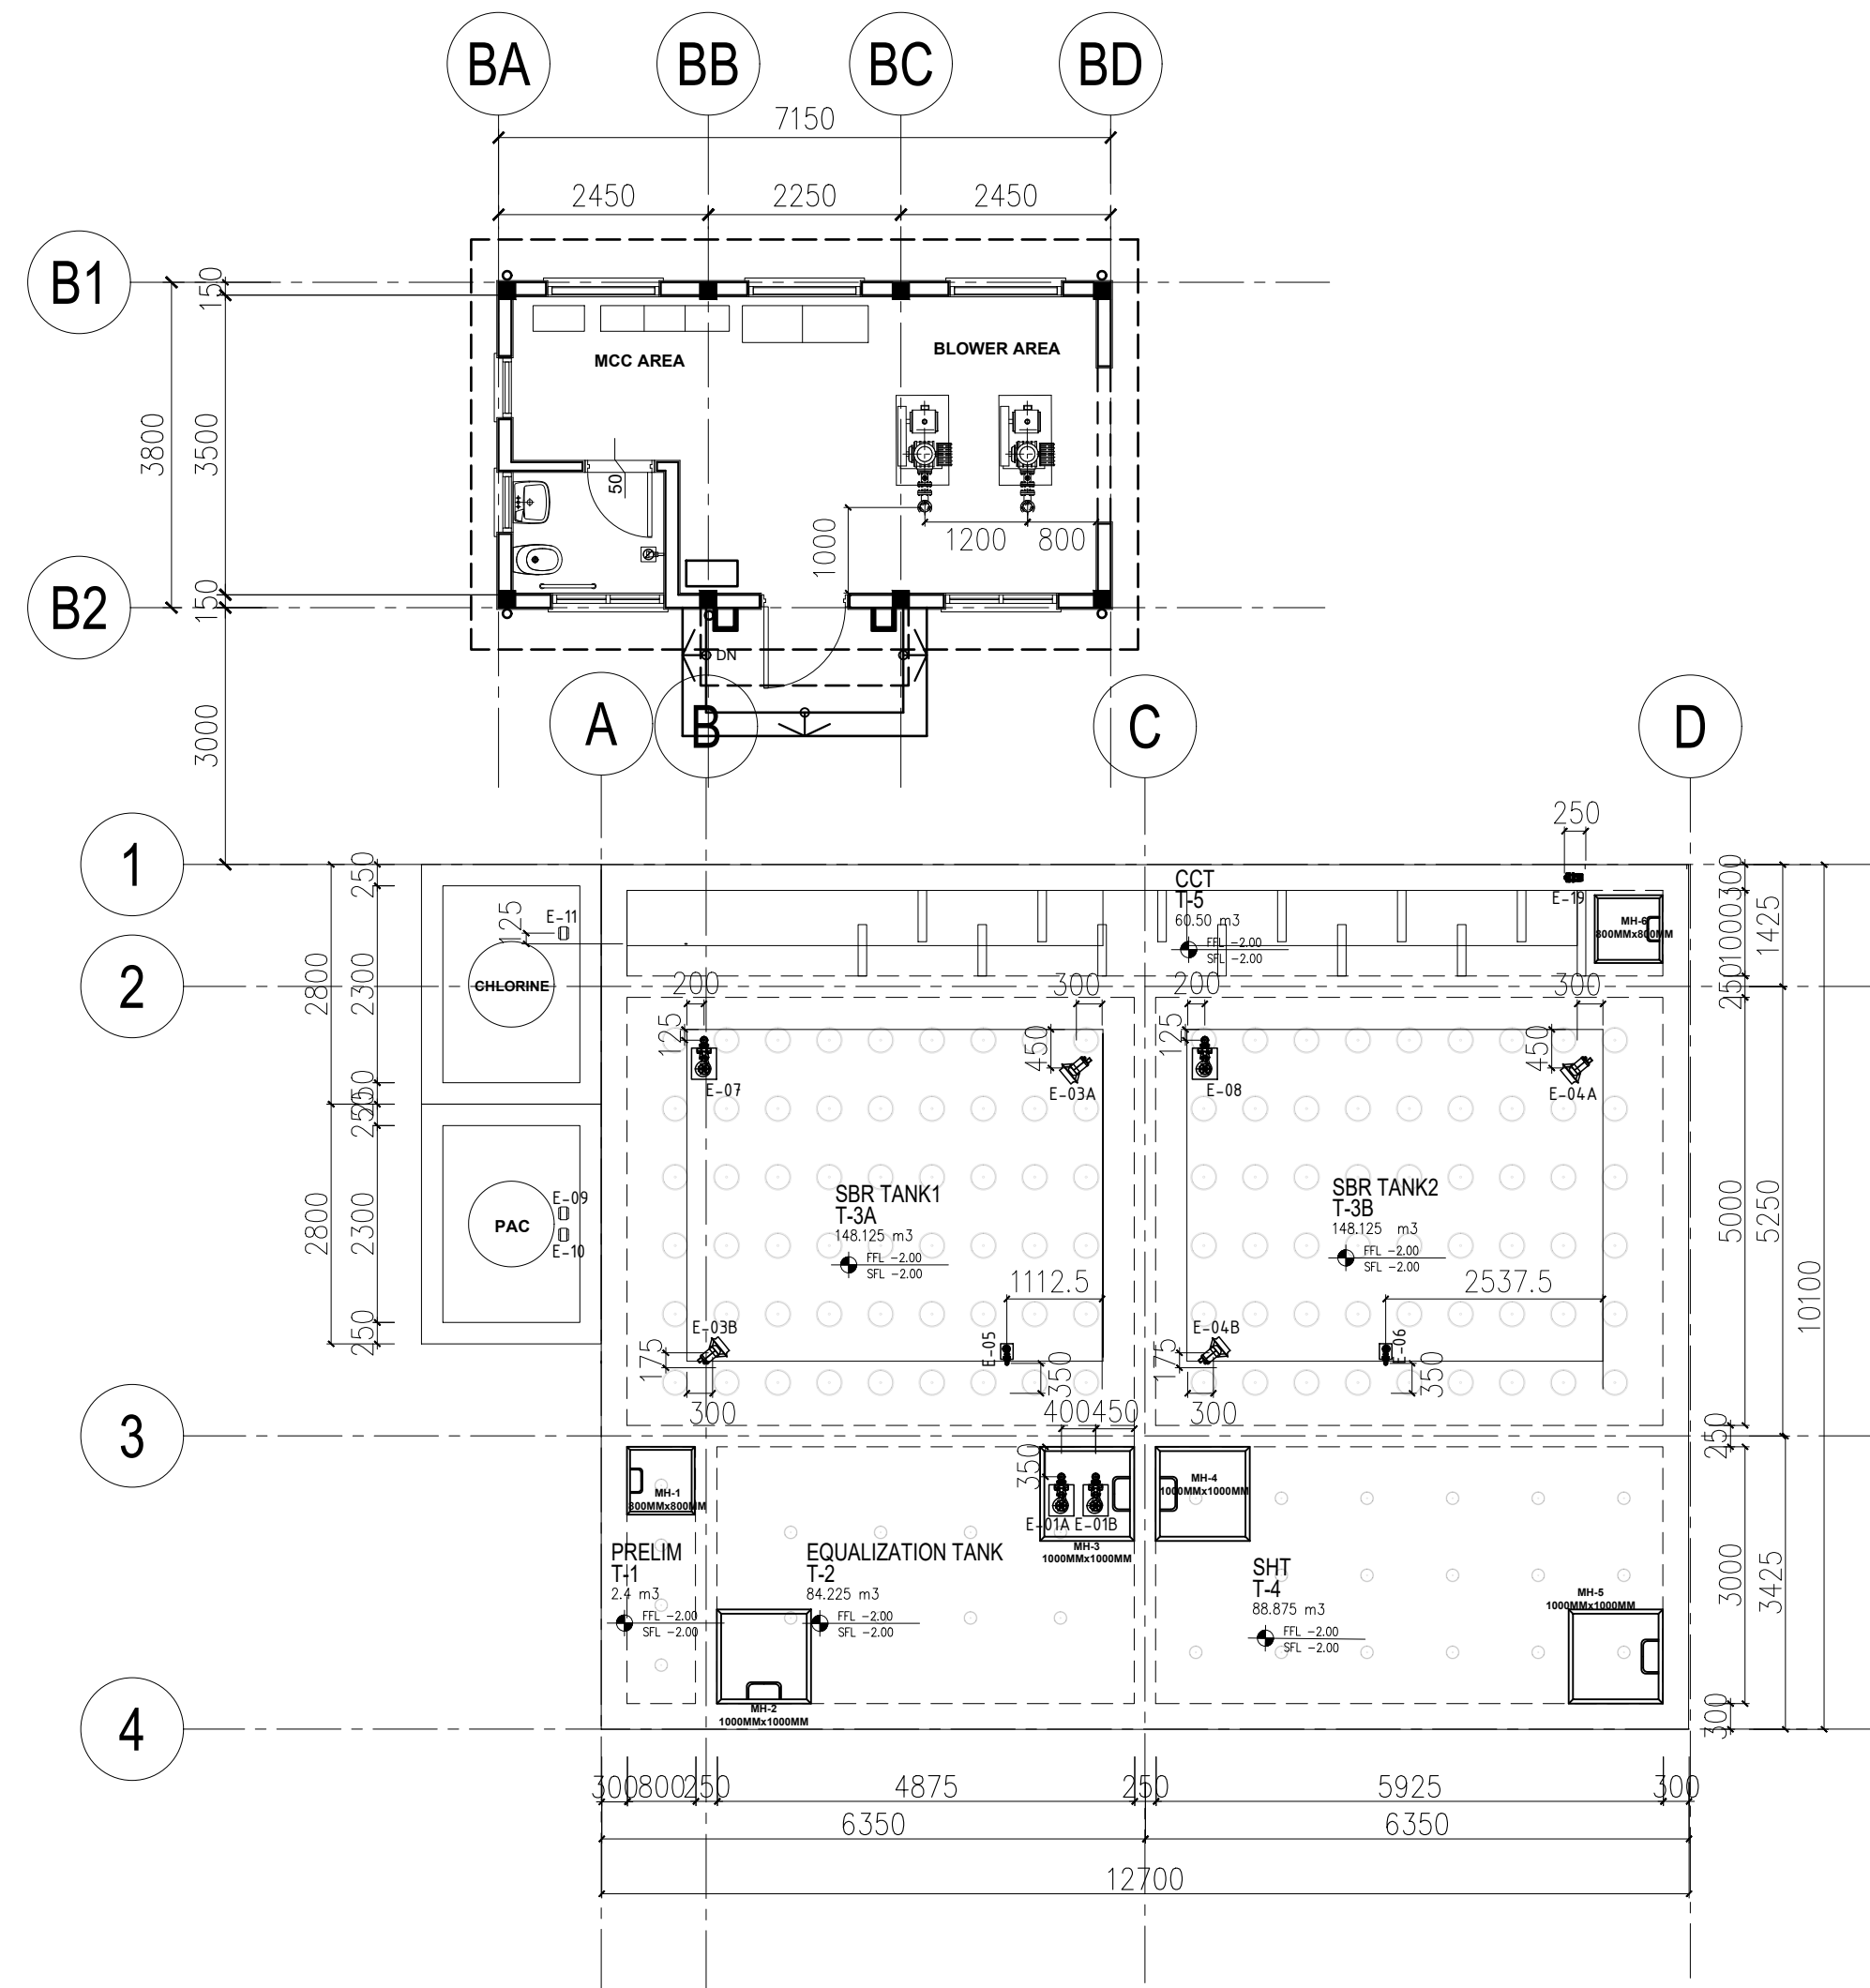 BA BB BC BD
7150
2450 2250 2450
B1
150
MCC AREA
BLOWER AREA
3800
3500
50
1000
1200 800
B2
150
DN
3000
A B C D
250
1
250
CCT
T-5
60.50 m3
FFL -2.00
SFL -2.00
E-19
MH-6
800MMx800MM
300
1000
1425
125
E-11
CHLORINE
2
2800
2300
200
300
200
300
250
125
450
125
450
E-07
E-03A
E-08
E-04A
250
250
PAC
E-09
E-10
2800
2300
250
SBR TANK1
T-3A
148.125 m3
FFL -2.00
SFL -2.00
SBR TANK2
T-3B
148.125 m3
FFL -2.00
SFL -2.00
5000
5250
10100
1112.5
2537.5
E-03B
E-05
E-04B
E-06
175
350
175
350
300
300
400 450
3
250
350
MH-1
800MMx800MM
E-01A E-01B
MH-3
1000MMx1000MM
MH-4
1000MMx1000MM
PRELIM
T-1
2.4 m3
FFL -2.00
SFL -2.00
EQUALIZATION TANK
T-2
84.225 m3
FFL -2.00
SFL -2.00
SHT
T-4
88.875 m3
FFL -2.00
SFL -2.00
MH-5
1000MMx1000MM
3000
3425
MH-2
1000MMx1000MM
4
300
300 800 250 4875 250 5925 300
6350 6350
12700